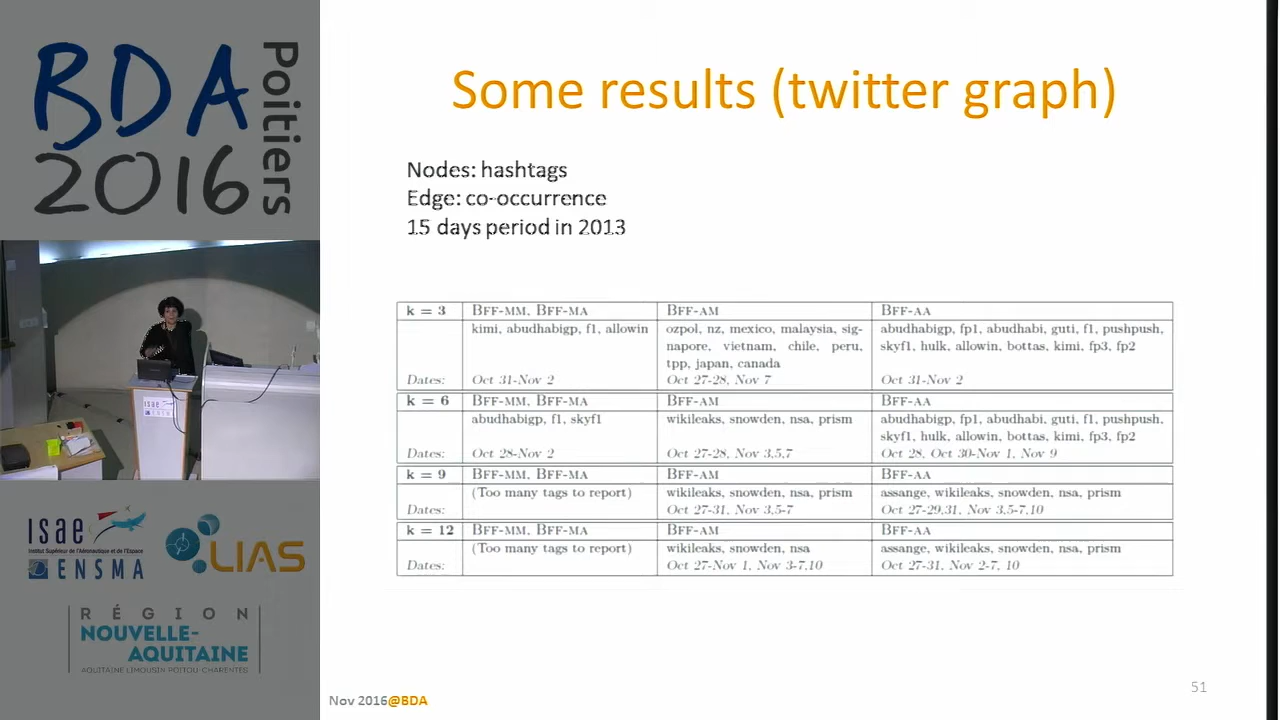 BDA
2016
Poitiers
isae
isae
Institut Supérieur de l'Aéronautique et de l'Espace
ENSMA
LIAS
RÉGION
NOUVELLE-
AQUITAINE
AQUITAINE LIMOUSIN POITOU-CHARENTES
Some results (twitter graph)
Nodes: hashtags
Edge: co-occurrence
15 days period in 2013
k = 3 BFF-MM, BFF-MA BFF-AM BFF-AA
kimi, abudhabigp, f1, allowin ozpol, nz, mexico, malaysia, sig- abudhabigp, fp1, abudhabi, guti, f1, pushpush,
napore, vietnam, chile, peru, skyf1, hulk, allowin, bottas, kimi, fp3, fp2
tpp, japan, canada
Dates: Oct 31-Nov 2 Oct 27-28, Nov 7 Oct 31-Nov 2
k = 6 BFF-MM, BFF-MA BFF-AM BFF-AA
abudhabigp, f1, skyf1 wikileaks, snowden, nsa, prism abudhabigp, fp1, abudhabi, guti, f1, pushpush,
skyf1, hulk, allowin, bottas, kimi, fp3, fp2
Dates: Oct 28-Nov 2 Oct 27-28, Nov 3,5,7 Oct 28, Oct 30-Nov 1, Nov 9
k = 9 BFF-MM, BFF-MA BFF-AM BFF-AA
(Too many tags to report) wikileaks, snowden, nsa, prism assange, wikileaks, snowden, nsa, prism
Dates: Oct 27-31, Nov 3,5-7 Oct 27-29,31, Nov 3,5-7,10
k = 12 BFF-MM, BFF-MA BFF-AM BFF-AA
(Too many tags to report) wikileaks, snowden, nsa assange, wikileaks, snowden, nsa, prism
Dates: Oct 27-Nov 1, Nov 3-7,10 Oct 27-31, Nov 2-7, 10
Nov 2016@BDA
51